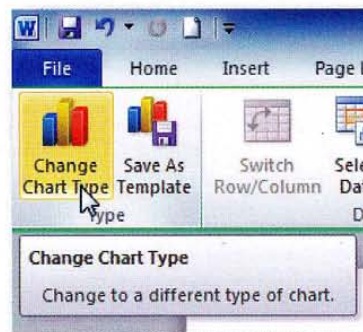 W
File Home Insert Page
Change Save As Switch
Chart Type Template Row/Column
Type
Change Chart Type
Change to a different type of chart.